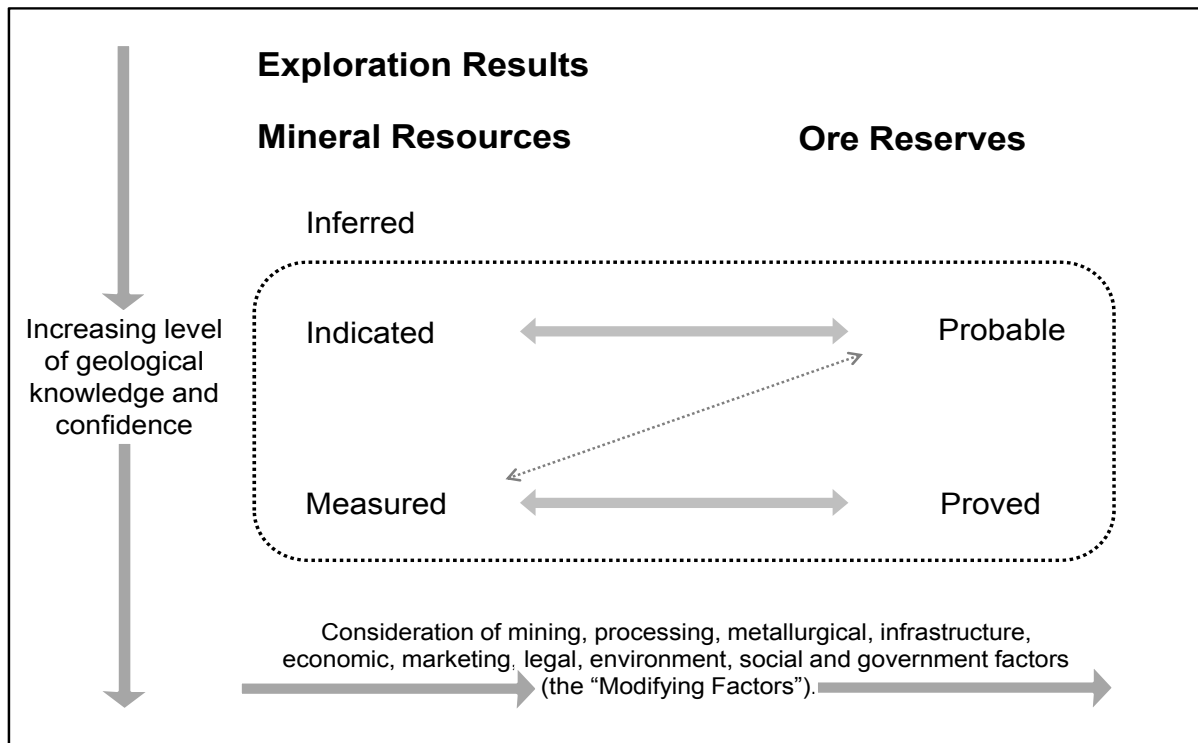 Exploration Results
Mineral Resources
Ore Reserves
Inferred
Increasing level
of geological
knowledge and
confidence
Indicated
Probable
Measured
Proved
Consideration of mining, processing, metallurgical, infrastructure,
economic, marketing, legal, environment, social and government factors
(the “Modifying Factors”).